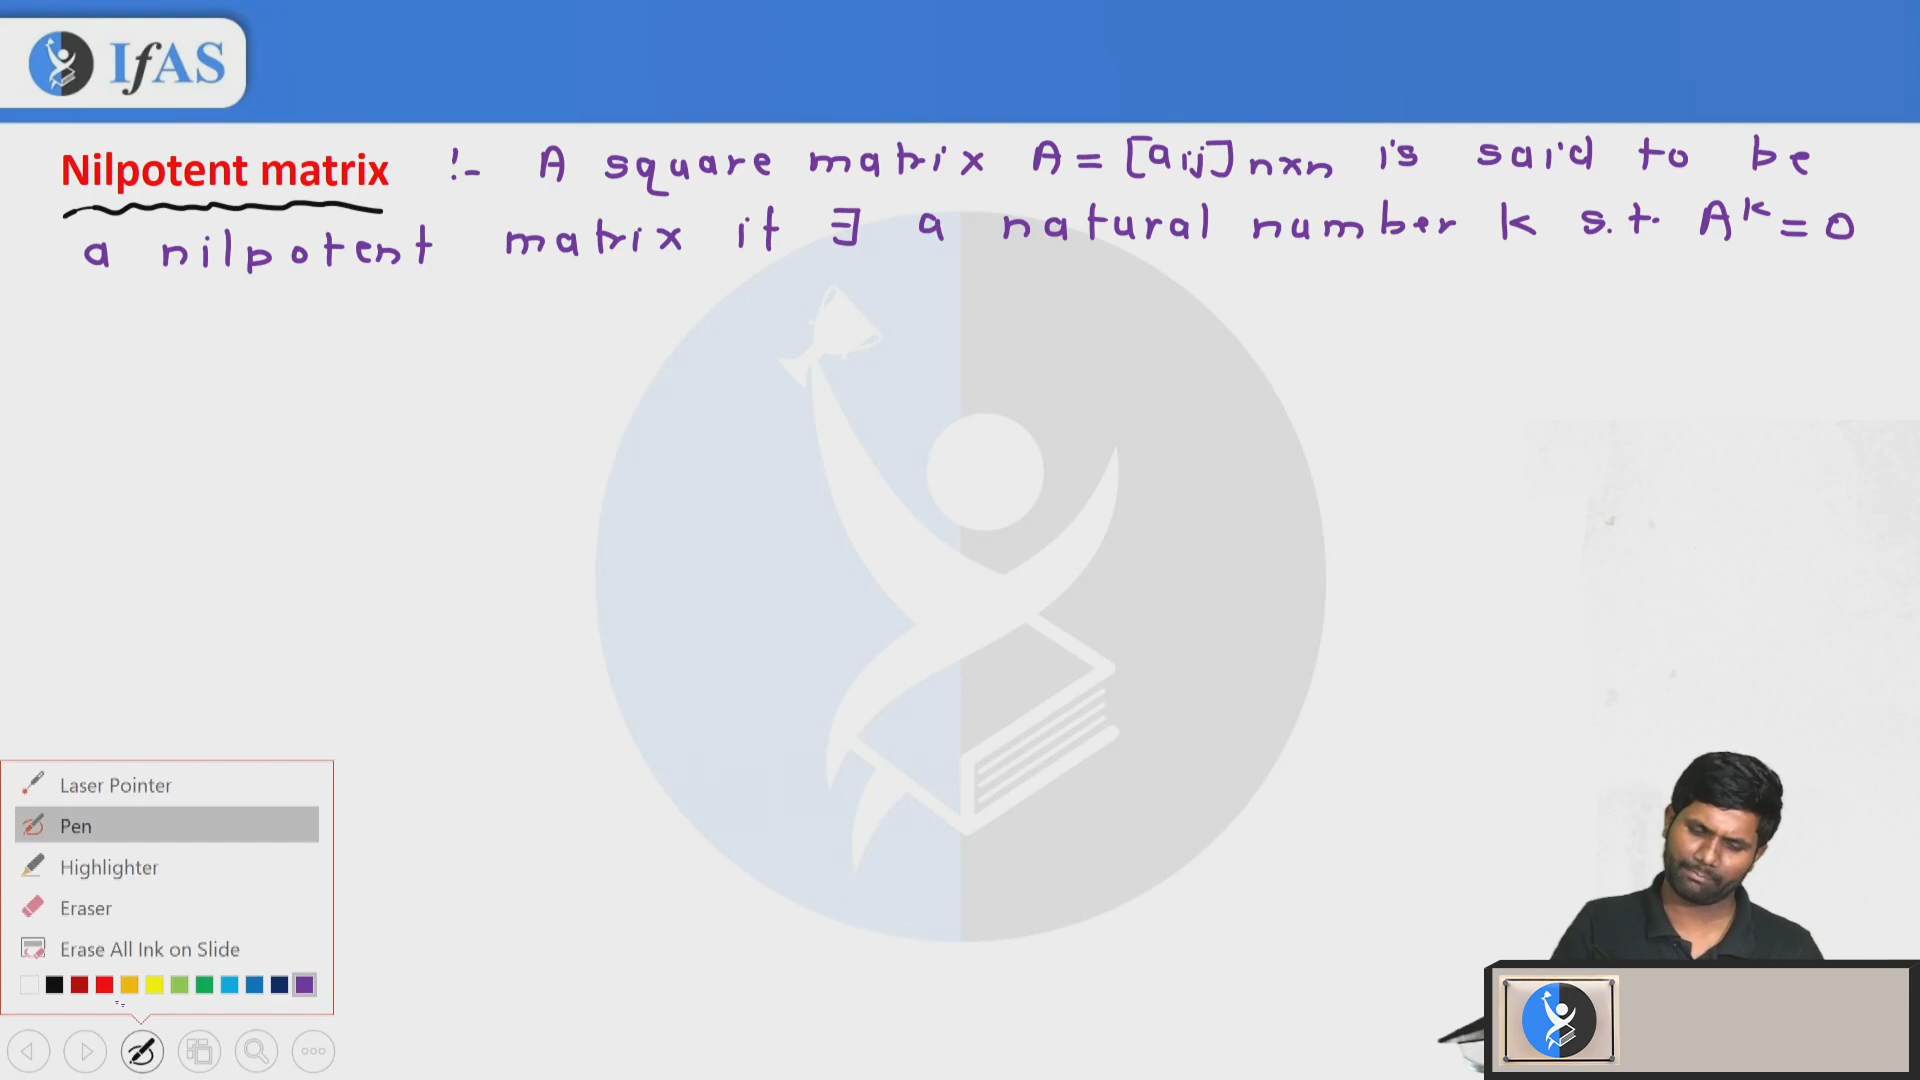 IfAS
Nilpotent matrix :- A square matrix A = [aij]n×n is said to be
a nilpotent matrix if ∃ a natural number k s.t. A^k = 0
Laser Pointer
Pen
Highlighter
Eraser
Erase All Ink on Slide